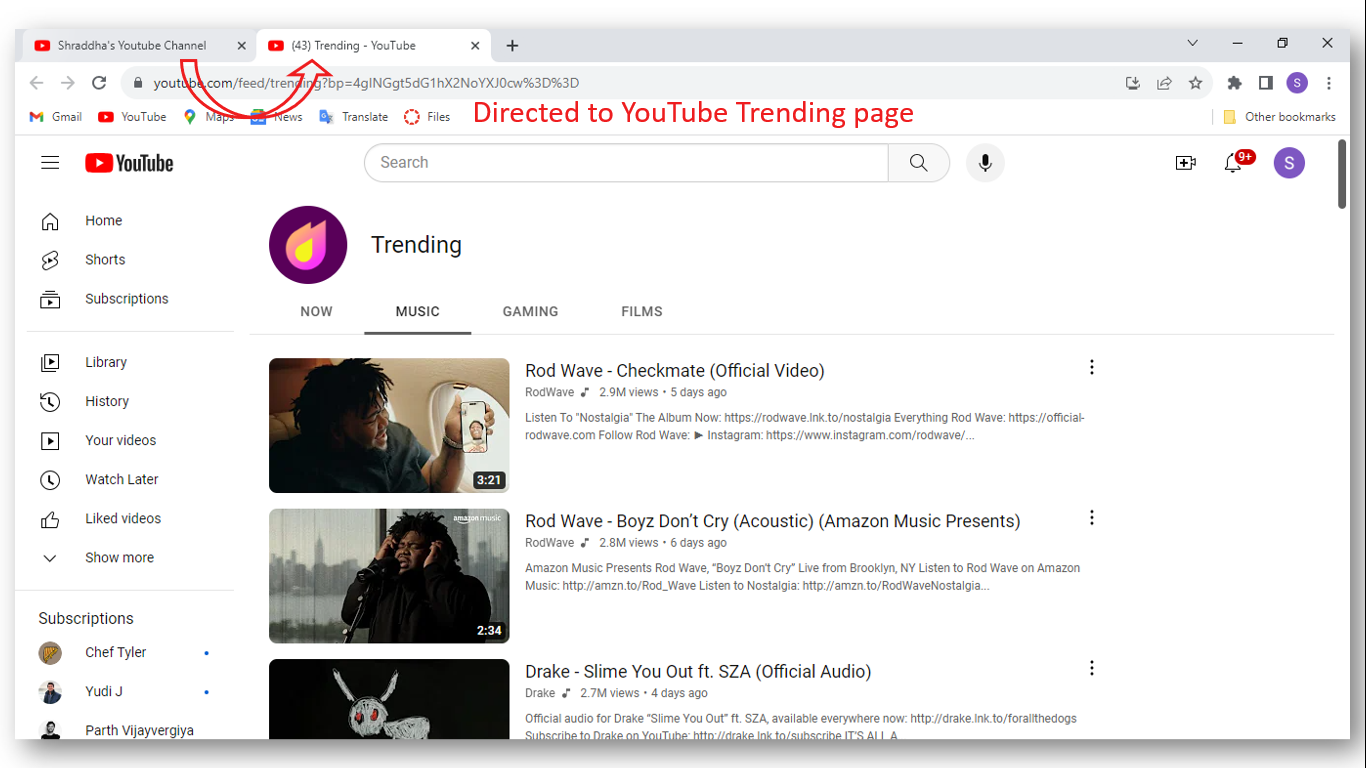 Shraddha's Youtube Channel
(43) Trending - YouTube
youtube.com/feed/trending?bp=4gINGgt5dG1hX2NoYXJ0cw%3D%3D
S
Gmail
YouTube
Maps
News
Translate
Files
Directed to YouTube Trending page
Other bookmarks
YouTube
Search
9+
S
Home
Shorts
Subscriptions
Library
History
Your videos
Watch Later
Liked videos
Show more
Subscriptions
Chef Tyler
Yudi J
Parth Vijayvergiya
Trending
NOW
MUSIC
GAMING
FILMS
3:21
Rod Wave - Checkmate (Official Video)
RodWave 2.9M views • 5 days ago
Listen To "Nostalgia" The Album Now: https://rodwave.lnk.to/nostalgia Everything Rod Wave: https://official-
rodwave.com Follow Rod Wave: ► Instagram: https://www.instagram.com/rodwave/...
amazon music
2:34
Rod Wave - Boyz Don’t Cry (Acoustic) (Amazon Music Presents)
RodWave 2.8M views • 6 days ago
Amazon Music Presents Rod Wave, “Boyz Don't Cry” Live from Brooklyn, NY Listen to Rod Wave on Amazon
Music: http://amzn.to/Rod_Wave Listen to Nostalgia: http://amzn.to/RodWaveNostalgia...
Drake - Slime You Out ft. SZA (Official Audio)
Drake 2.7M views • 4 days ago
Official audio for Drake “Slime You Out” ft. SZA, available everywhere now: http://drake.lnk.to/forallthedogs
Subscribe to Drake on YouTube: http://drake.lnk.to/subscribe IT'S ALL A